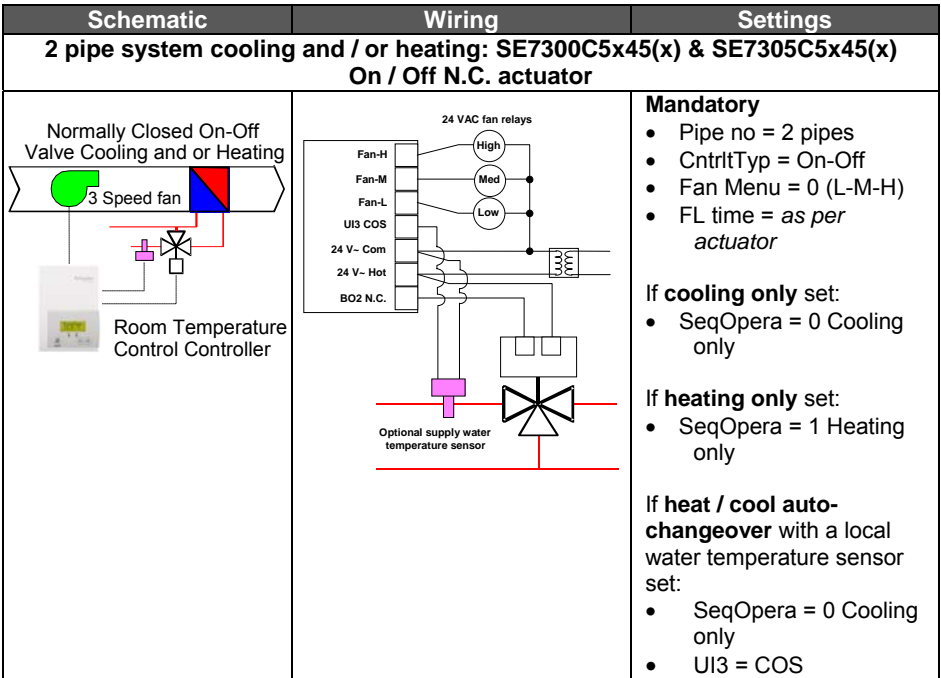 Schematic
Wiring
Settings
2 pipe system cooling and / or heating: SE7300C5x45(x) & SE7305C5x45(x)
On / Off N.C. actuator
Normally Closed On-Off
Valve Cooling and or Heating
3 Speed fan
Room Temperature
Control Controller
24 VAC fan relays
Fan-H
High
Fan-M
Med
Fan-L
Low
UI3 COS
24 V~ Com
24 V~ Hot
BO2 N.C.
Optional supply water
temperature sensor
Mandatory
• Pipe no = 2 pipes
• CntrltTyp = On-Off
• Fan Menu = 0 (L-M-H)
• FL time = as per
actuator
If cooling only set:
• SeqOpera = 0 Cooling
only
If heating only set:
• SeqOpera = 1 Heating
only
If heat / cool auto-
changeover with a local
water temperature sensor
set:
• SeqOpera = 0 Cooling
only
• UI3 = COS